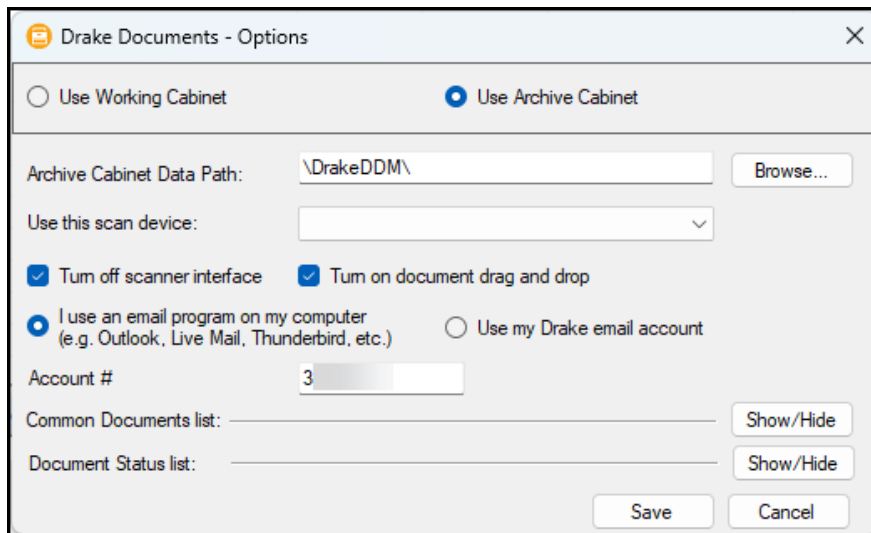 Drake Documents - Options
Use Working Cabinet
Use Archive Cabinet
Archive Cabinet Data Path:
\DrakeDDM\
Browse...
Use this scan device:
Turn off scanner interface
Turn on document drag and drop
I use an email program on my computer
(e.g. Outlook, Live Mail, Thunderbird, etc.)
Use my Drake email account
Account #
3
Common Documents list:
Show/Hide
Document Status list:
Show/Hide
Save
Cancel